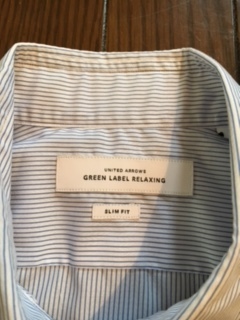 UNITED ARROWS
GREEN LABEL RELAXING
SLIM FIT